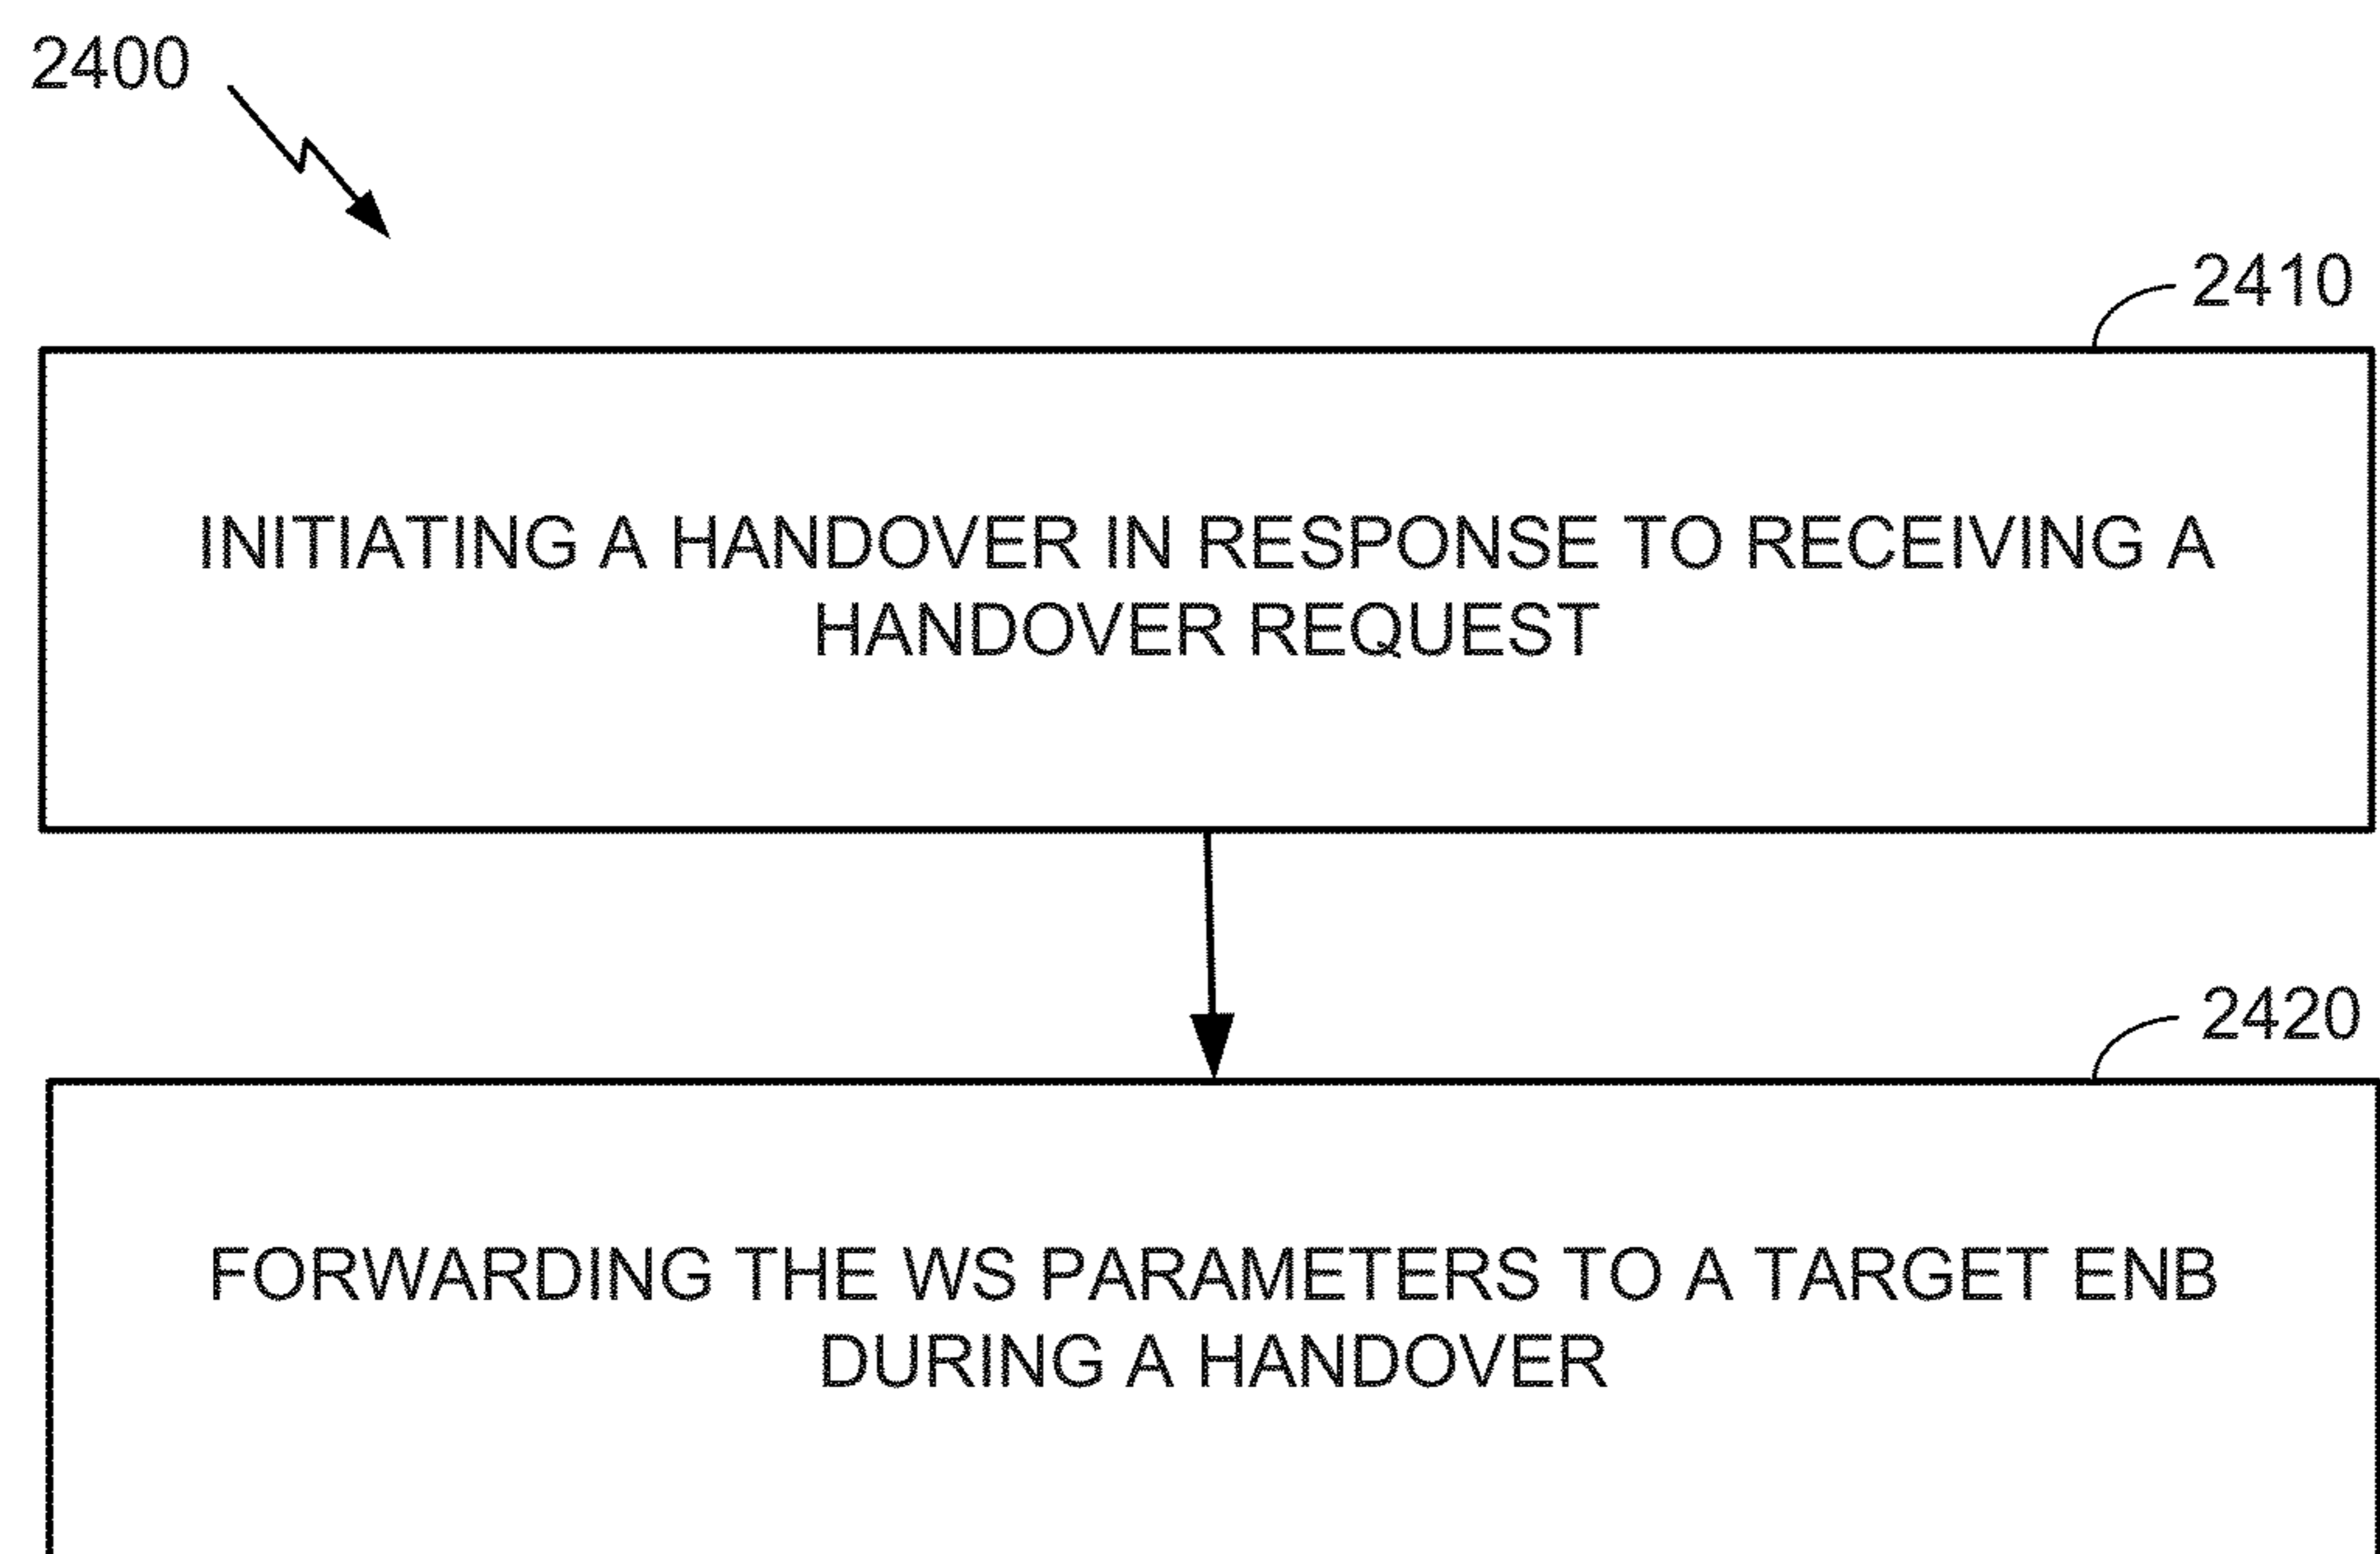 2400
2410
INITIATING A HANDOVER IN RESPONSE TO RECEIVING A
HANDOVER REQUEST
2420
FORWARDING THE WS PARAMETERS TO A TARGET ENB
DURING A HANDOVER